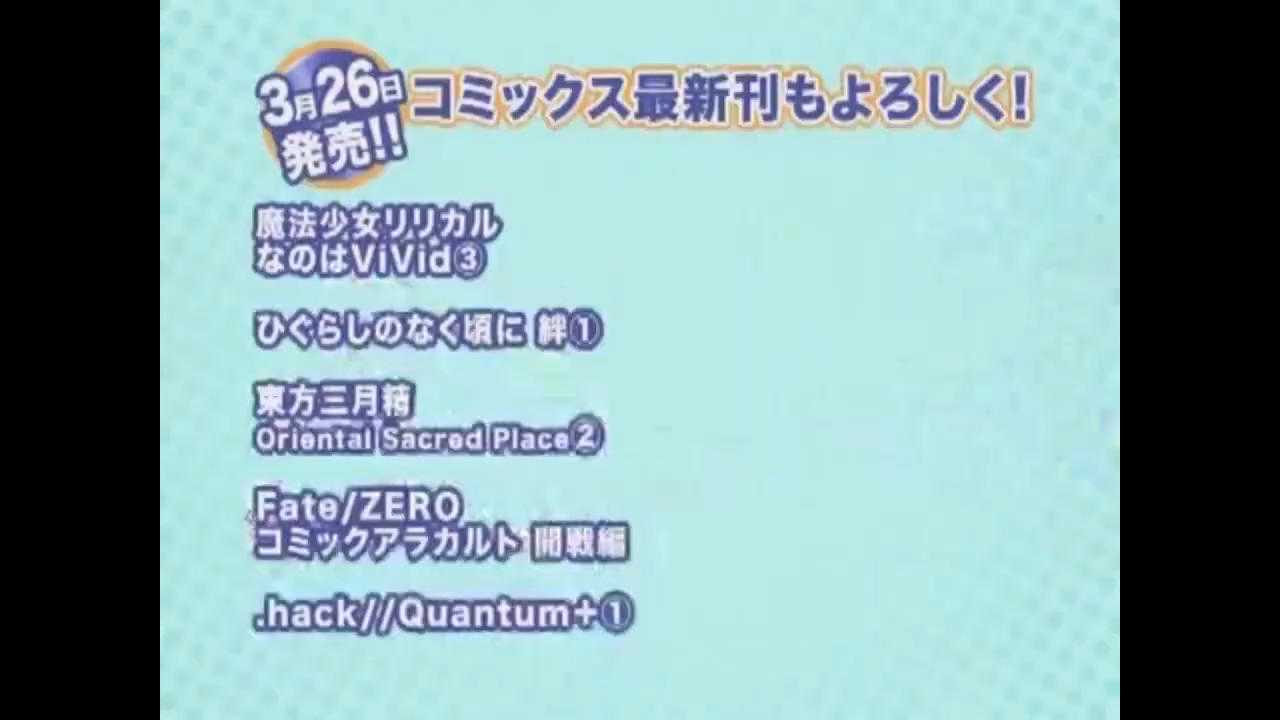 3月26日
発売!!
コミックス最新刊もよろしく!
魔法少女リリカル
なのはViVid③
ひぐらしのなく頃に 絆①
東方三月精
Oriental Sacred Place②
Fate/ZERO
コミックアラカルト 開戦編
.hack//Quantum+①